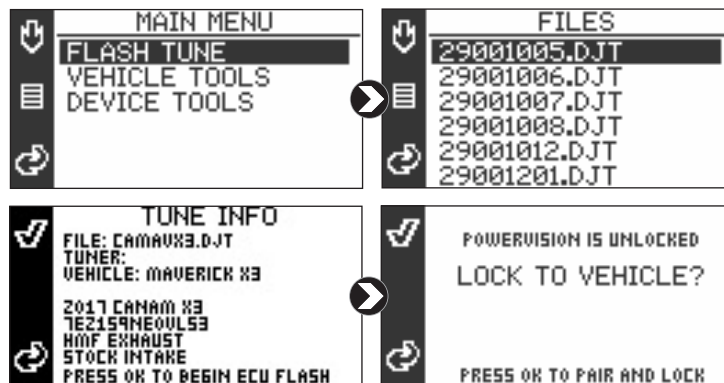 MAIN MENU
FLASH TUNE
VEHICLE TOOLS
DEVICE TOOLS
FILES
29001005.DJT
29001006.DJT
29001007.DJT
29001008.DJT
29001012.DJT
29001201.DJT
TUNE INFO
FILE: CAMAVX3.DJT
TUNER:
VEHICLE: MAVERICK X3
2017 CANAM X3
7EZ1S9NEOVLS3
HMF EXHAUST
STOCK INTAKE
PRESS OK TO BEGIN ECU FLASH
POWERVISION IS UNLOCKED
LOCK TO VEHICLE?
PRESS OK TO PAIR AND LOCK